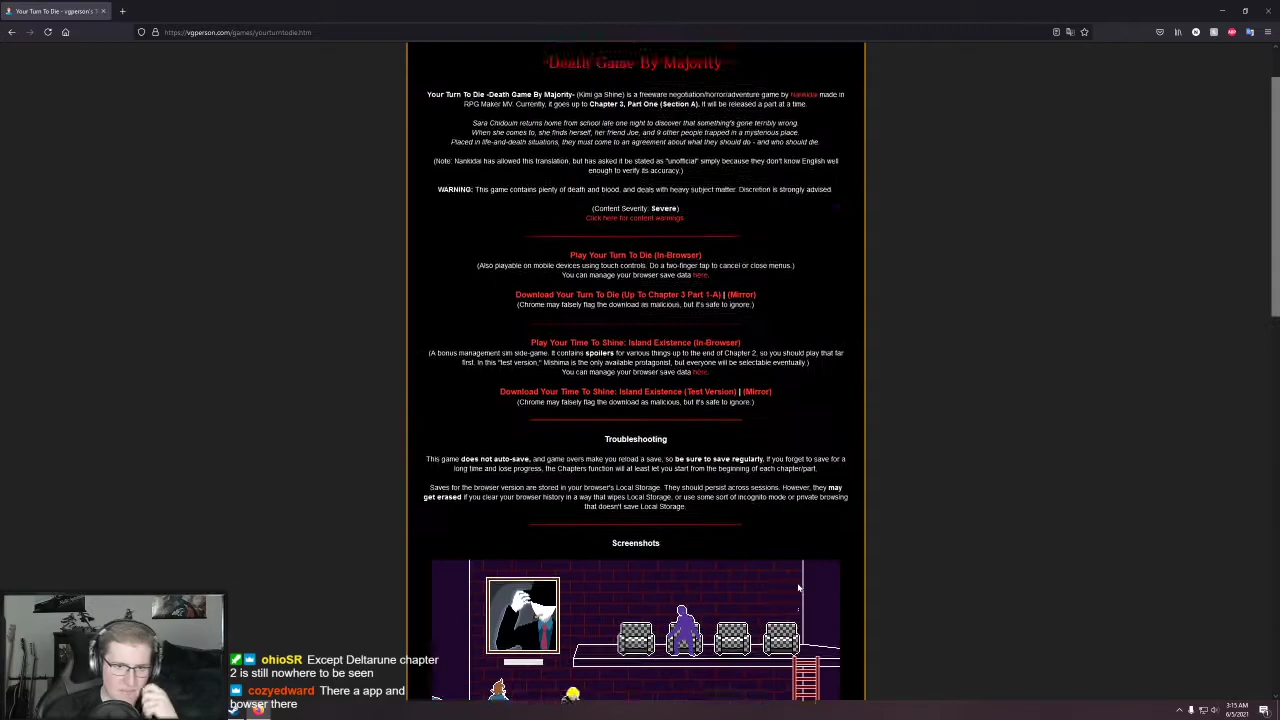 Your Turn To Die - vgperson's T
https://vgperson.com/games/yourturntodie.htm
Death Game By Majority
Your Turn To Die -Death Game By Majority- (Kimi ga Shine) is a freeware negotiation/horror/adventure game by Nankidai made in
RPG Maker MV. Currently, it goes up to Chapter 3, Part One (Section A). It will be released a part at a time.
Sara Chidouin returns home from school late one night to discover that something's gone terribly wrong.
When she comes to, she finds herself, her friend Joe, and 9 other people trapped in a mysterious place.
Placed in life-and-death situations, they must come to an agreement about what they should do - and who should die.
(Note: Nankidai has allowed this translation, but has asked it be stated as "unofficial" simply because they don't know English well
enough to verify its accuracy.)
WARNING: This game contains plenty of death and blood, and deals with heavy subject matter. Discretion is strongly advised.
(Content Severity: Severe)
Click here for content warnings.
Play Your Turn To Die (In-Browser)
(Also playable on mobile devices using touch controls. Do a two-finger tap to cancel or close menus.)
You can manage your browser save data here.
Download Your Turn To Die (Up To Chapter 3 Part 1-A) | (Mirror)
(Chrome may falsely flag the download as malicious, but it's safe to ignore.)
Play Your Time To Shine: Island Existence (In-Browser)
(A bonus management sim side-game. It contains spoilers for various things up to the end of Chapter 2, so you should play that far
first. In this "test version," Mishima is the only available protagonist, but everyone will be selectable eventually.)
You can manage your browser save data here.
Download Your Time To Shine: Island Existence (Test Version) | (Mirror)
(Chrome may falsely flag the download as malicious, but it's safe to ignore.)
Troubleshooting
This game does not auto-save, and game overs make you reload a save, so be sure to save regularly. If you forget to save for a
long time and lose progress, the Chapters function will at least let you start from the beginning of each chapter/part.
Saves for the browser version are stored in your browser's Local Storage. They should persist across sessions. However, they may
get erased if you clear your browser history in a way that wipes Local Storage, or use some sort of incognito mode or private browsing
that doesn't save Local Storage.
Screenshots
ohioSR Except Deltarune chapter
2 is still nowhere to be seen
cozyedward There a app and
bowser there
3:15 AM
6/5/2021